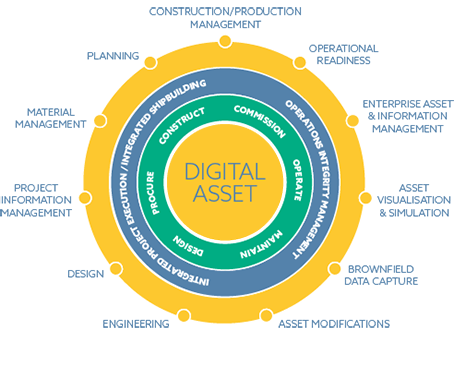 CONSTRUCTION/PRODUCTION
MANAGEMENT
OPERATIONAL
READINESS
ENTERPRISE ASSET
& INFORMATION
MANAGEMENT
ASSET
VISUALISATION
& SIMULATION
BROWNFIELD
DATA CAPTURE
ASSET MODIFICATIONS
ENGINEERING
DESIGN
PROJECT
INFORMATION
MANAGEMENT
MATERIAL
MANAGEMENT
PLANNING
INTEGRATED PROJECT EXECUTION / INTEGRATED SHIPBUILDING
OPERATIONS INTEGRITY MANAGEMENT
DESIGN
PROCURE
CONSTRUCT
COMMISSION
OPERATE
MAINTAIN
DIGITAL
ASSET